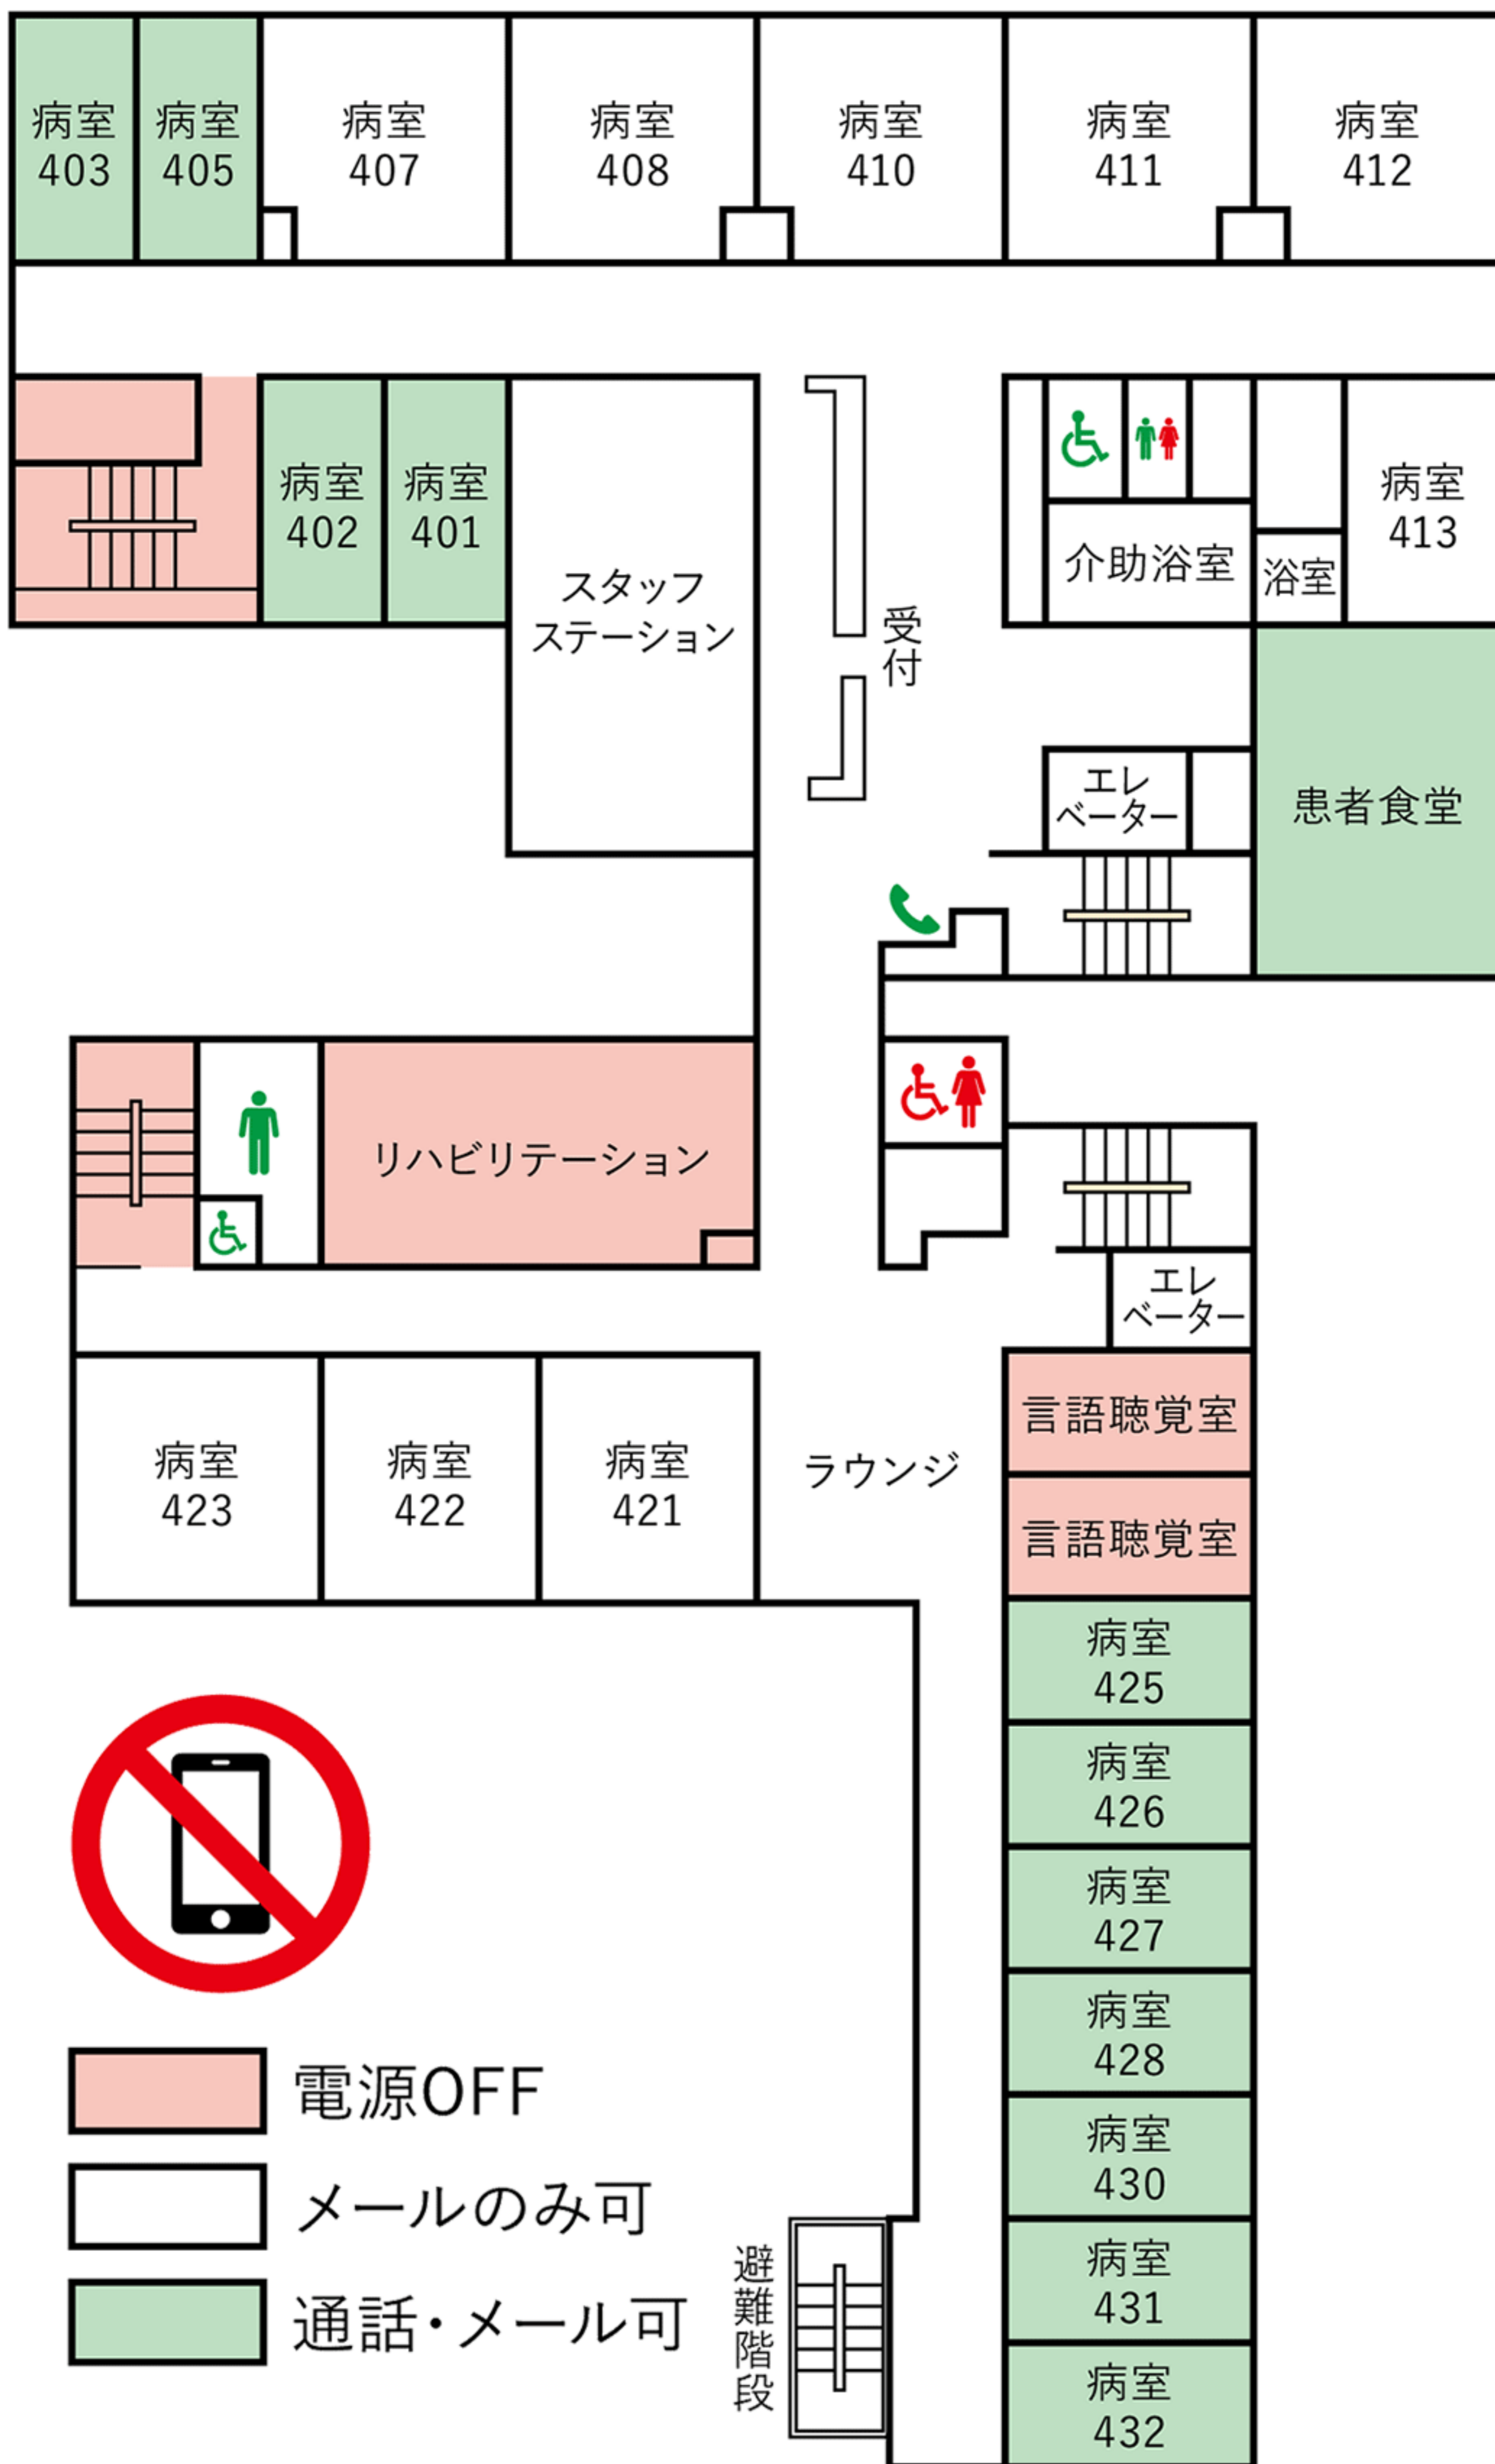 病室
403
病室
405
病室
407
病室
408
病室
410
病室
411
病室
412
病室
402
病室
401
スタッフ
ステーション
受付
介助浴室
浴室
病室
413
エレ
ベーター
患者食堂
リハビリテーション
エレ
ベーター
言語聴覚室
言語聴覚室
病室
423
病室
422
病室
421
ラウンジ
病室
425
病室
426
病室
427
病室
428
病室
430
病室
431
病室
432
避難階段
電源OFF
メールのみ可
通話・メール可